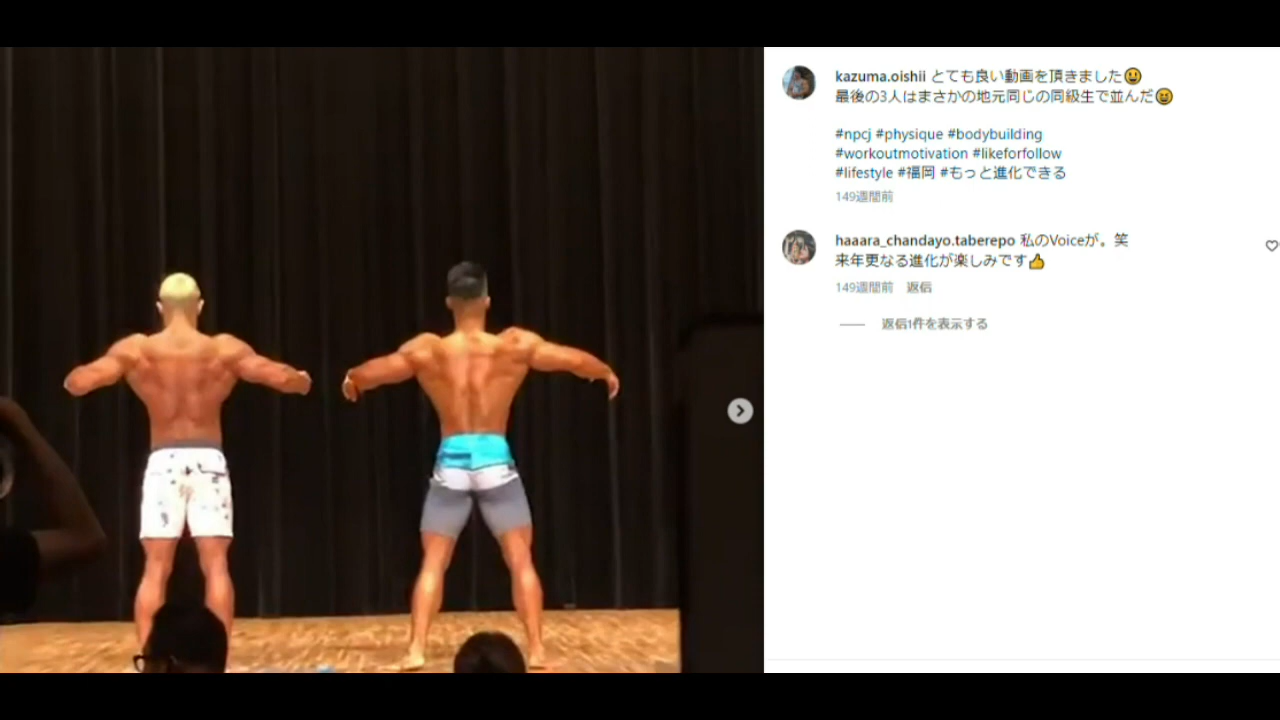 kazuma.oishii とても良い動画を頂きました😃
最後の3人はまさかの地元同じの同級生で並んだ😆
#npcj #physique #bodybuilding
#workoutmotivation #likeforfollow
#lifestyle #福岡 #もっと進化できる
149週間前
haaara_chandayo.taberepo 私のVoiceが。笑
来年更なる進化が楽しみです👍
149週間前 返信
返信1件を表示する